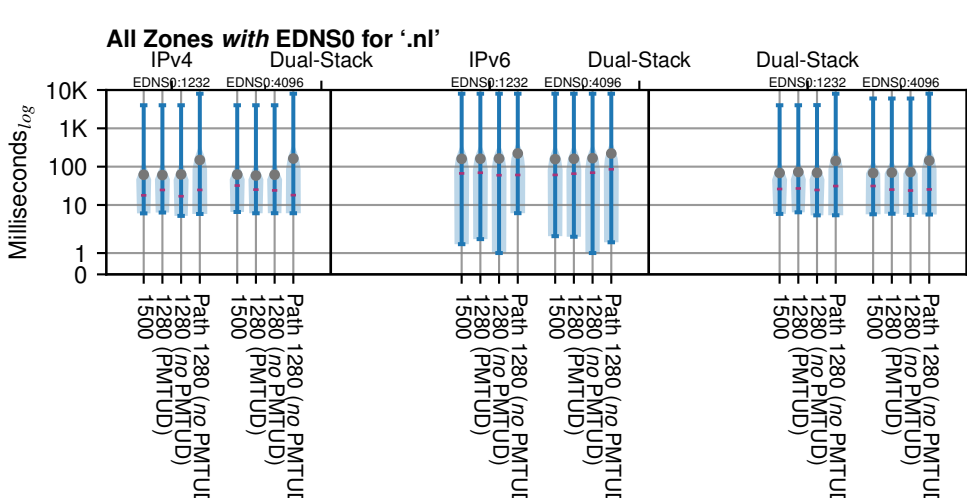 All Zones with EDNS0 for ‘.nl’
IPv4 Dual-Stack IPv6 Dual-Stack Dual-Stack
EDNS0:1232 EDNS0:4096 EDNS0:1232 EDNS0:4096 EDNS0:1232 EDNS0:4096
10K
1K
100
10
1
0
Milliseconds log
1500
1280 (PMTUD)
1280 (no PMTUD)
Path 1280 (no PMTUD
1500
1280 (PMTUD)
1280 (no PMTUD)
Path 1280 (no PMTUD
1500
1280 (PMTUD)
1280 (no PMTUD)
Path 1280 (no PMTUD
1500
1280 (PMTUD)
1280 (no PMTUD)
Path 1280 (no PMTUD
1500
1280 (PMTUD)
1280 (no PMTUD)
Path 1280 (no PMTUD
1500
1280 (PMTUD)
1280 (no PMTUD)
Path 1280 (no PMTUD